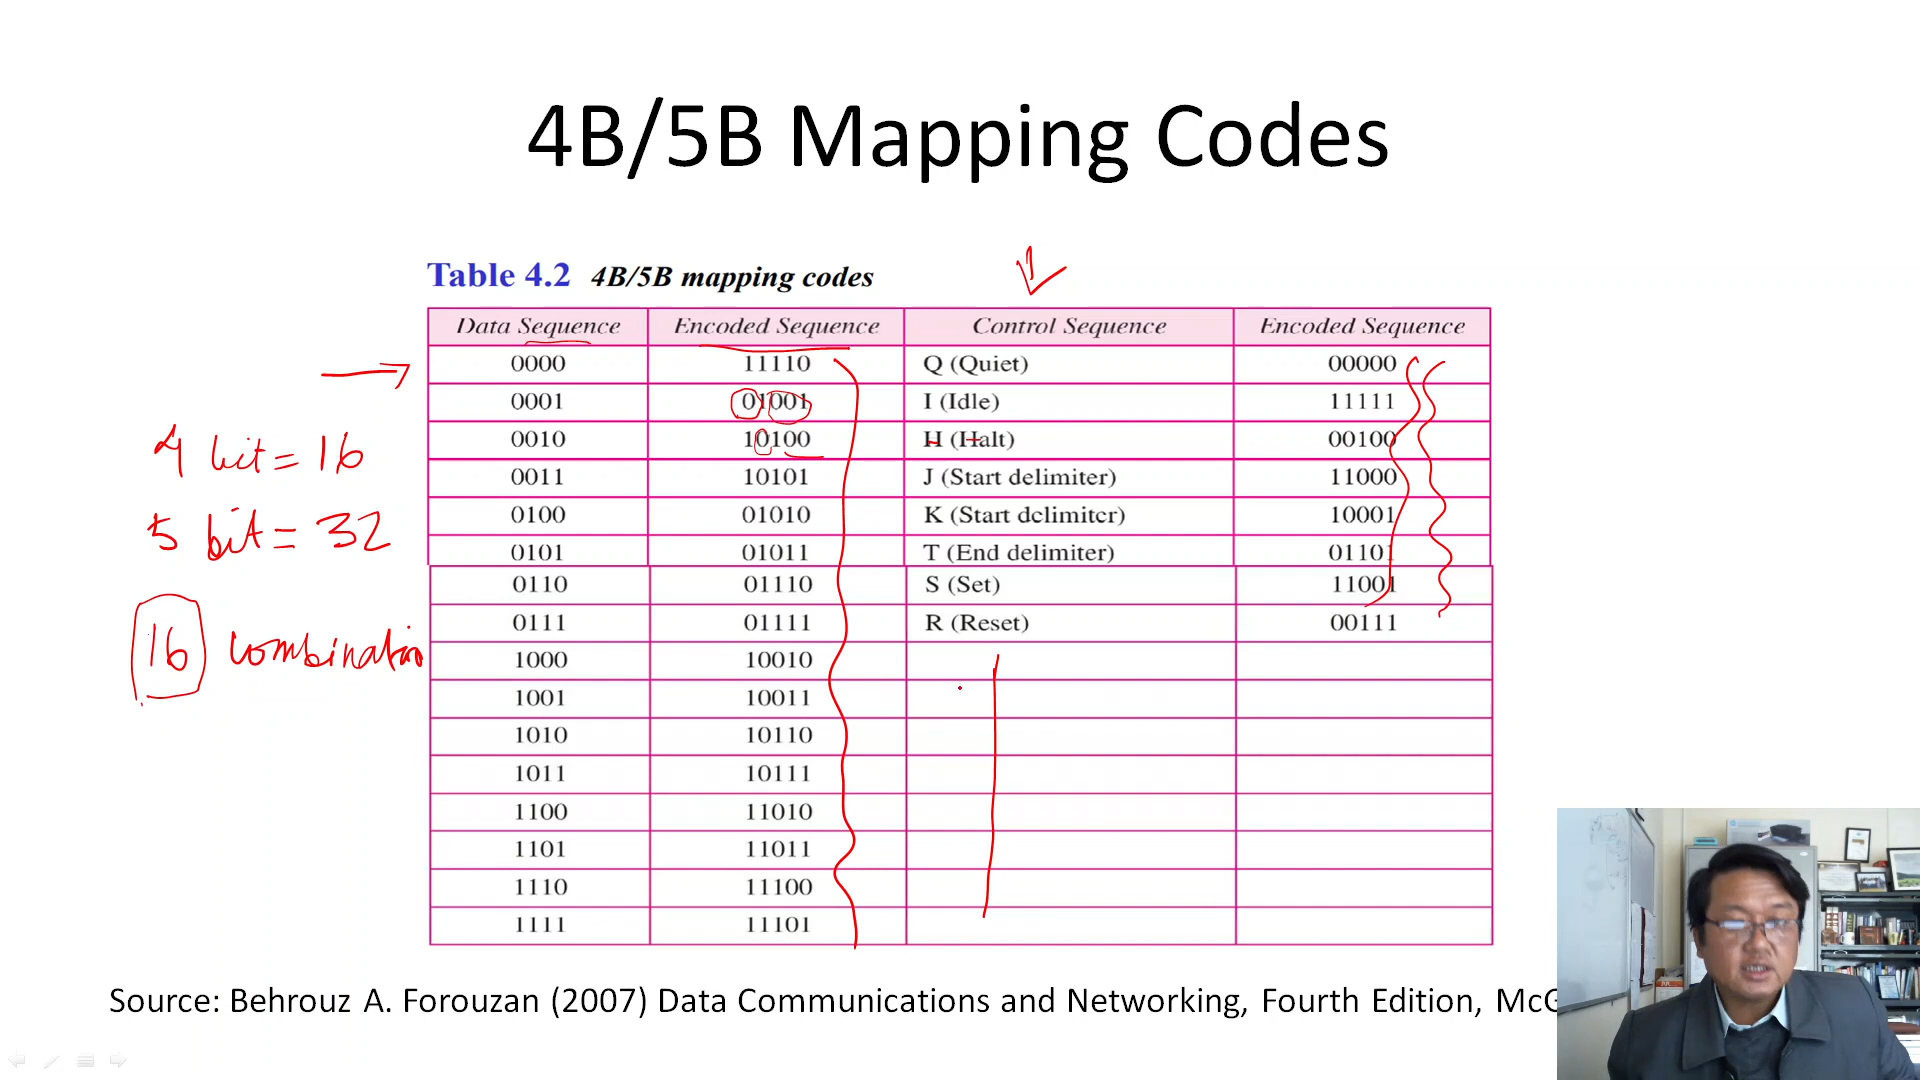 4B/5B Mapping Codes
Table 4.2 4B/5B mapping codes
Data Sequence Encoded Sequence Control Sequence Encoded Sequence
0000 11110 Q (Quiet) 00000
0001 01001 I (Idle) 11111
0010 10100 H (Halt) 00100
0011 10101 J (Start delimiter) 11000
0100 01010 K (Start delimiter) 10001
0101 01011 T (End delimiter) 01101
0110 01110 S (Set) 11001
0111 01111 R (Reset) 00111
1000 10010
1001 10011
1010 10110
1011 10111
1100 11010
1101 11011
1110 11100
1111 11101
4 bit = 16
5 bit = 32
16 combination
Source: Behrouz A. Forouzan (2007) Data Communications and Networking, Fourth Edition, McG